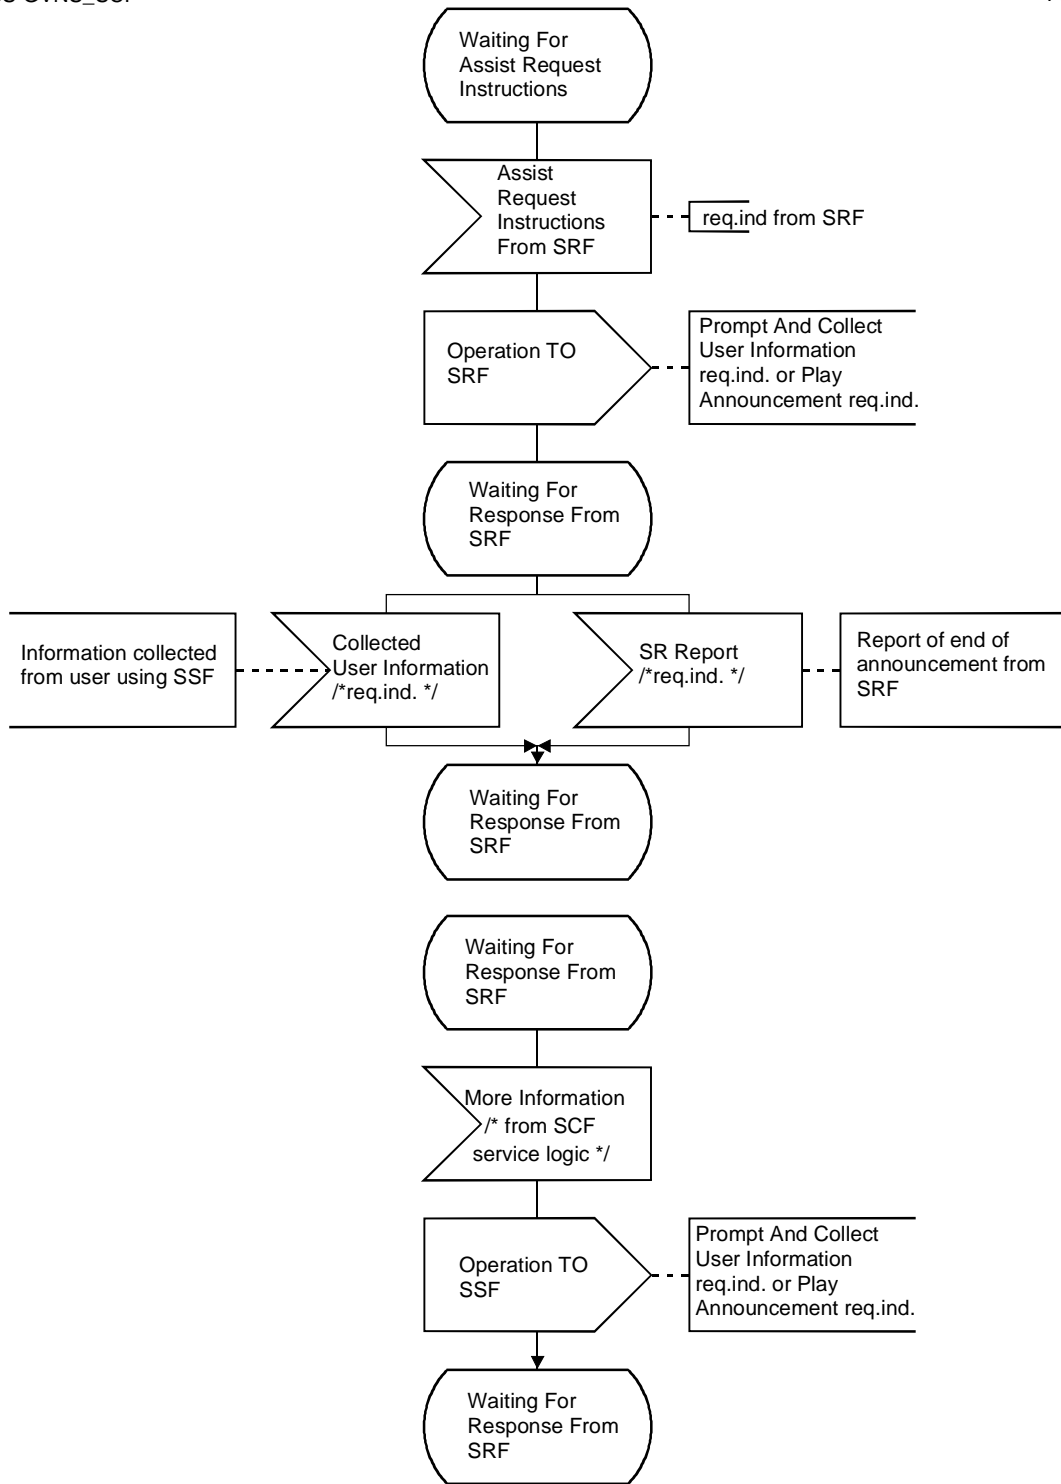 Waiting For
Assist Request
Instructions
Assist
Request
Instructions
From SRF
req.ind from SRF
Operation TO
SRF
Prompt And Collect
User Information
req.ind. or Play
Announcement req.ind.
Waiting For
Response From
SRF
Information collected
from user using SSF
Collected
User Information
/*req.ind. */
SR Report
/*req.ind. */
Report of end of
announcement from
SRF
Waiting For
Response From
SRF
Waiting For
Response From
SRF
More Information
/* from SCF
service logic */
Operation TO
SSF
Prompt And Collect
User Information
req.ind. or Play
Announcement req.ind.
Waiting For
Response From
SRF